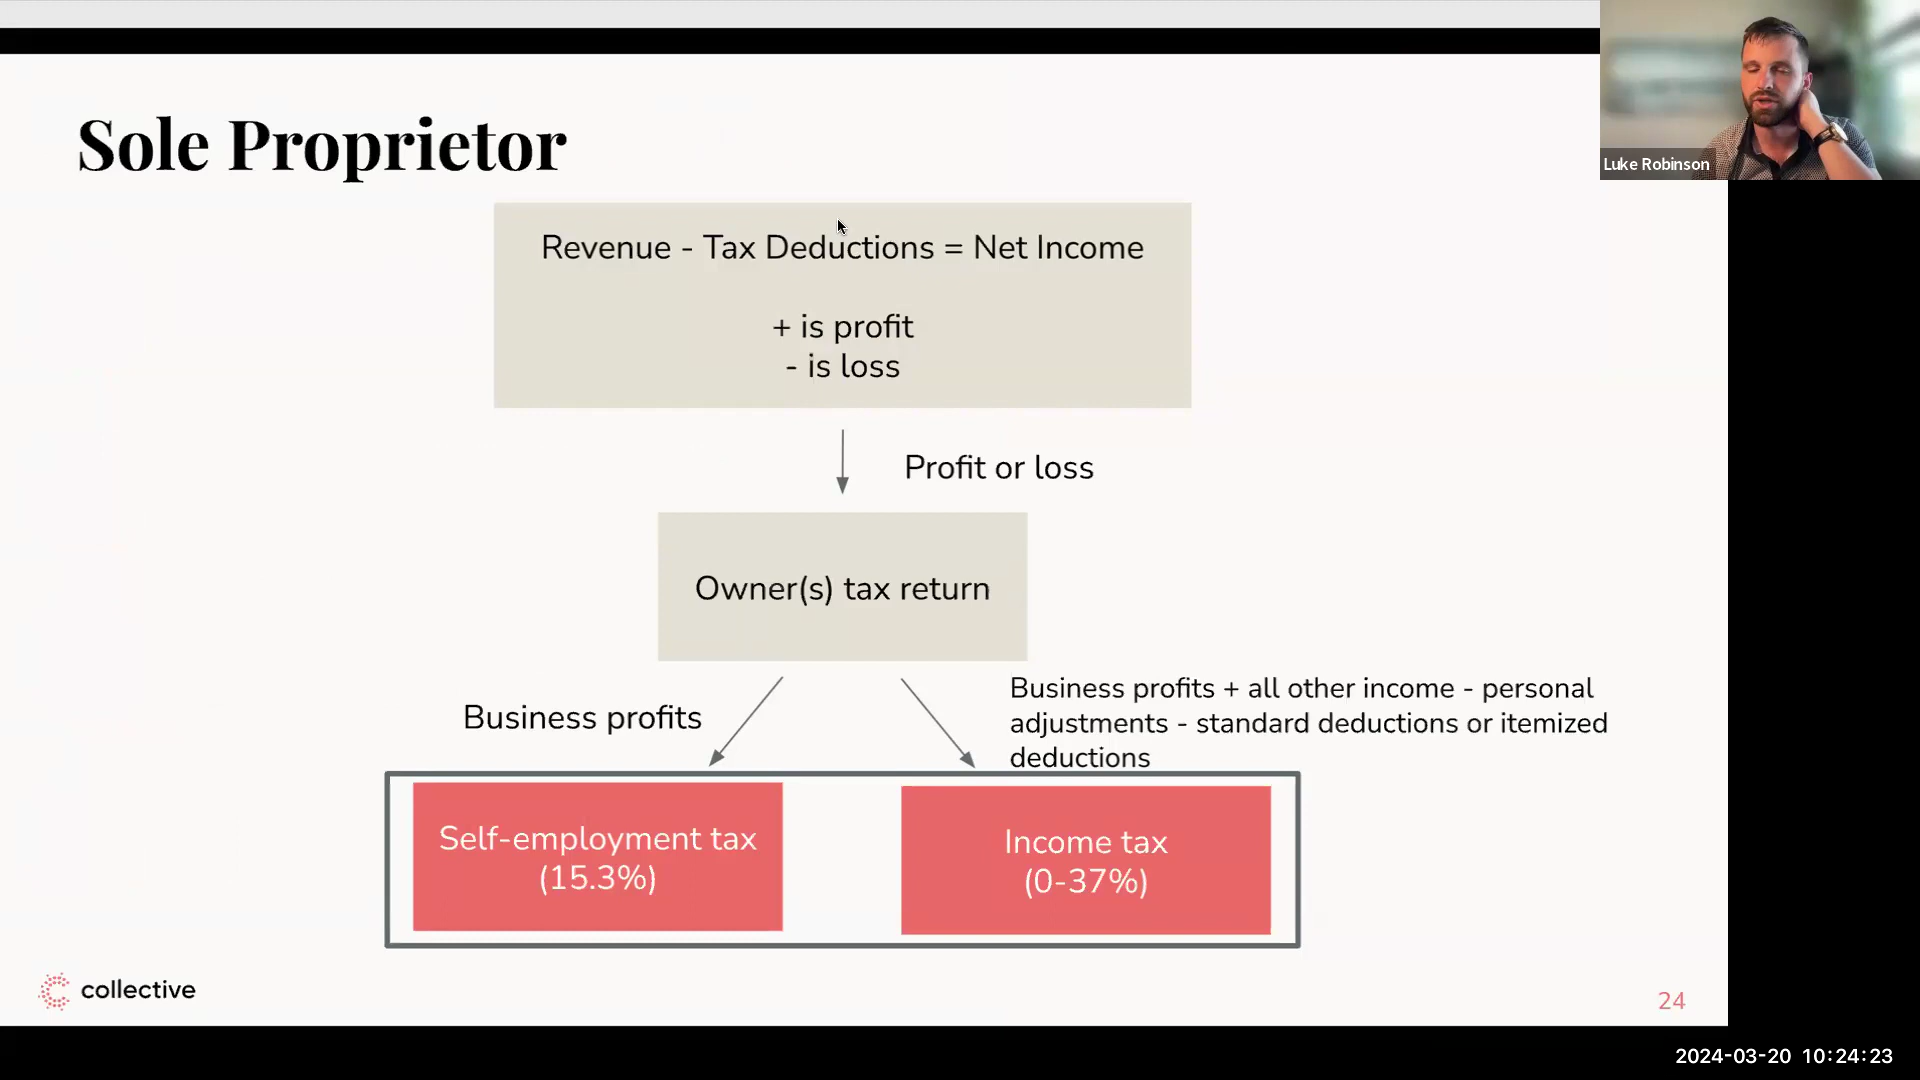 Sole Proprietor
Luke Robinson
Revenue - Tax Deductions = Net Income
+ is profit
- is loss
Profit or loss
Owner(s) tax return
Business profits
Business profits + all other income - personal
adjustments - standard deductions or itemized
deductions
Self-employment tax
(15.3%)
Income tax
(0-37%)
collective
24
2024-03-20 10:24:23